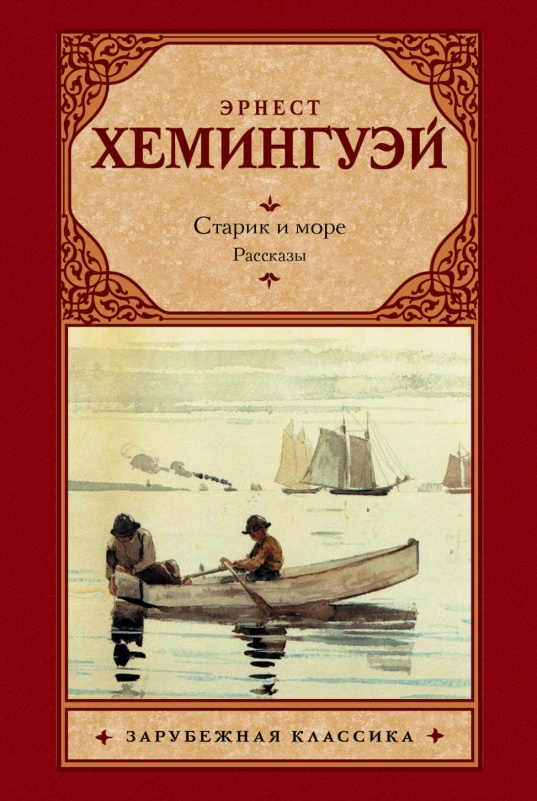 ЭРНЕСТ
ХЕМИНГУЭЙ
Старик и море
Рассказы
ЗАРУБЕЖНАЯ КЛАССИКА